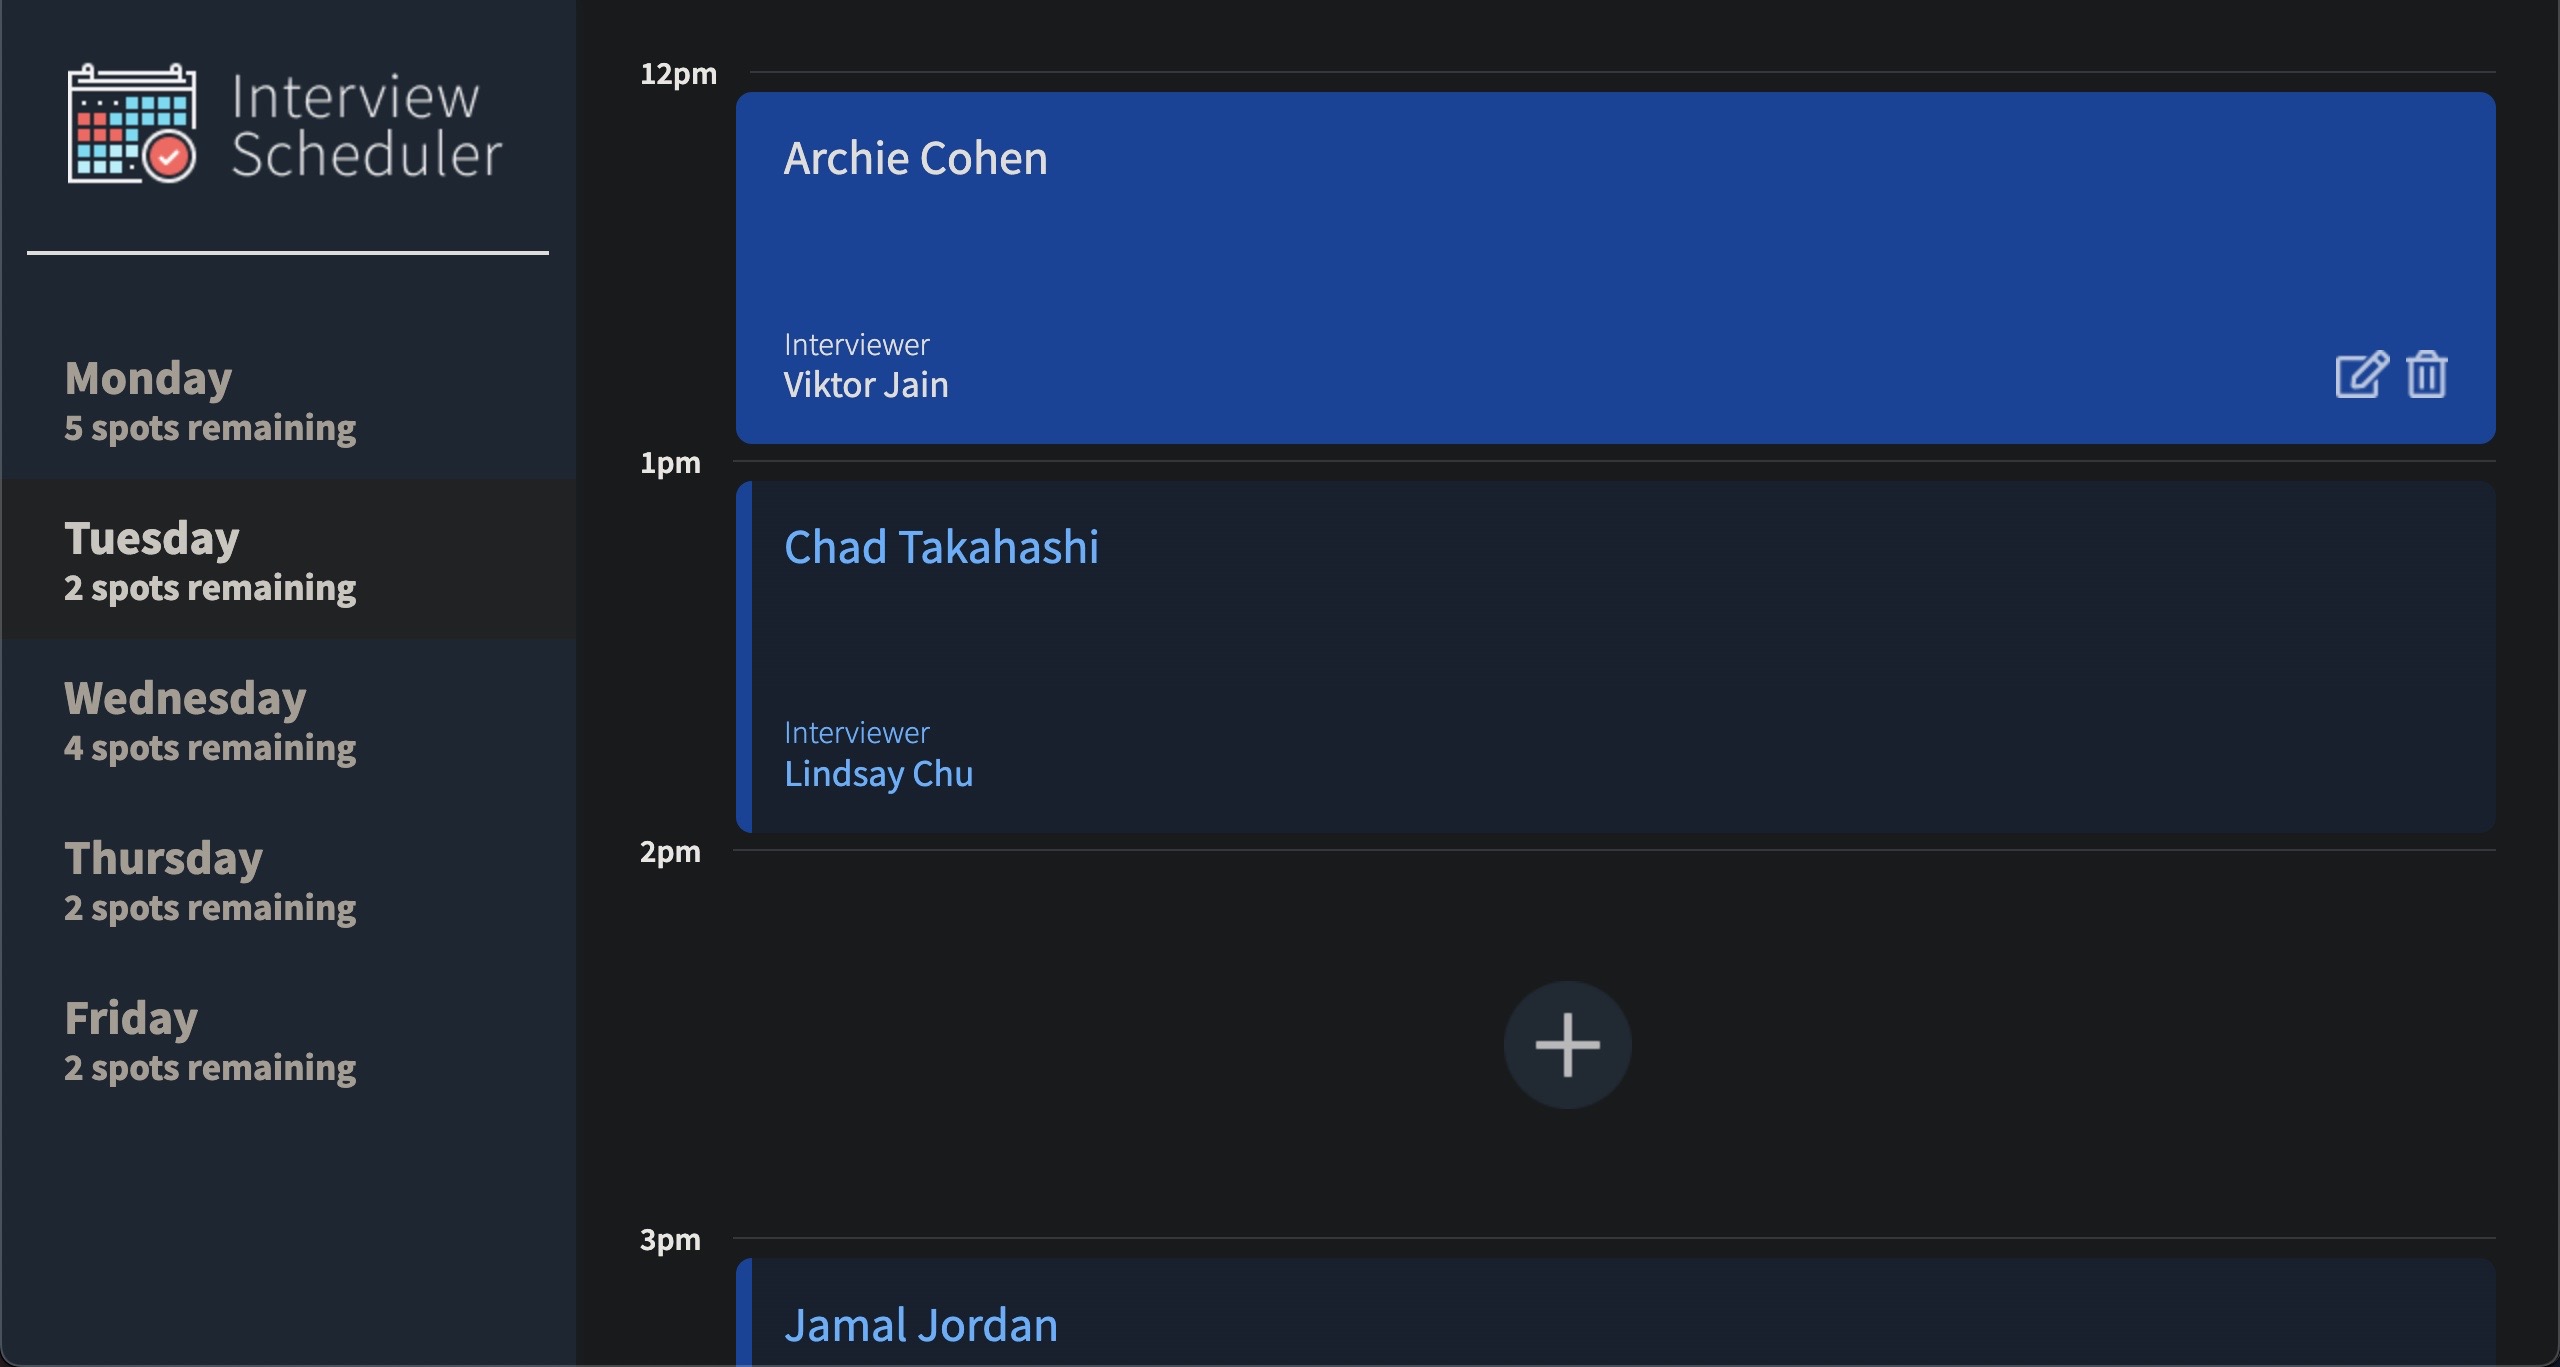 Interview
Scheduler
Monday
5 spots remaining
Tuesday
2 spots remaining
Wednesday
4 spots remaining
Thursday
2 spots remaining
Friday
2 spots remaining
12pm
Archie Cohen
Interviewer
Viktor Jain
1pm
Chad Takahashi
Interviewer
Lindsay Chu
2pm
3pm
Jamal Jordan